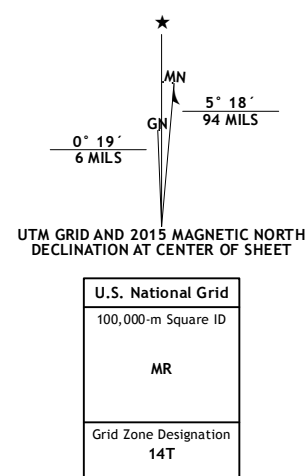 ★
MN
5° 18´
94 MILS
GN
0° 19´
6 MILS
UTM GRID AND 2015 MAGNETIC NORTH
DECLINATION AT CENTER OF SHEET
U.S. National Grid
100,000-m Square ID
MR
Grid Zone Designation
14T